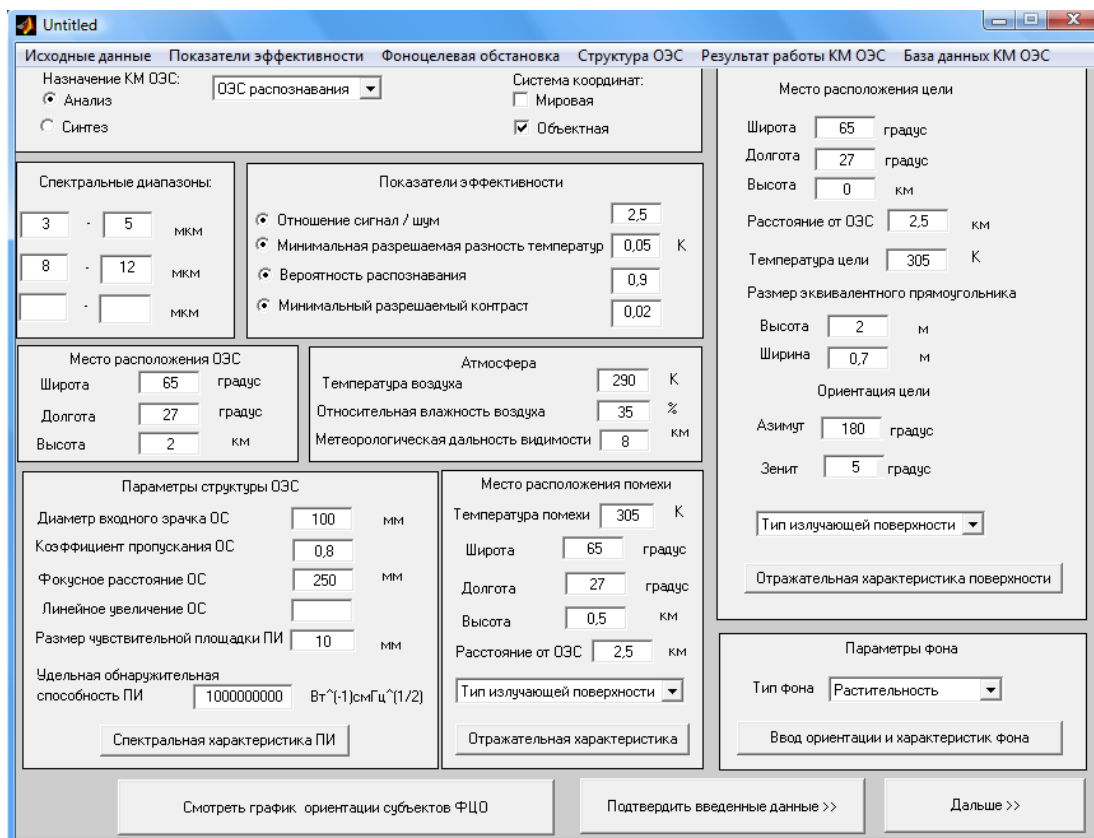 Untitled
Исходные данные Показатели эффективности Фоноцелевая обстановка Структура ОЭС Результат работы КМ ОЭС База данных КМ ОЭС
Назначение КМ ОЭС:
Анализ
Синтез
ОЭС распознавания
Система координат:
Мировая
Объектная
Спектральные диапазоны:
3 - 5 мкм
8 - 12 мкм
- мкм
Показатели эффективности
Отношение сигнал / шум 2,5
Минимальная разрешаемая разность температур 0,05 К
Вероятность распознавания 0,9
Минимальный разрешаемый контраст 0,02
Место расположения ОЭС
Широта 65 градус
Долгота 27 градус
Высота 2 км
Атмосфера
Температура воздуха 290 К
Относительная влажность воздуха 35 %
Метеорологическая дальность видимости 8 км
Параметры структуры ОЭС
Диаметр входного зрачка ОС 100 мм
Коэффициент пропускания ОС 0,8
Фокусное расстояние ОС 250 мм
Линейное увеличение ОС
Размер чувствительной площадки ПИ 10 мм
Удельная обнаружительная
способность ПИ 1000000000 Вт^(-1)смГц^(1/2)
Спектральная характеристика ПИ
Место расположения помехи
Температура помехи 305 К
Широта 65 градус
Долгота 27 градус
Высота 0,5 км
Расстояние от ОЭС 2,5 км
Тип излучающей поверхности
Отражательная характеристика
Место расположения цели
Широта 65 градус
Долгота 27 градус
Высота 0 км
Расстояние от ОЭС 2,5 км
Температура цели 305 К
Размер эквивалентного прямоугольника
Высота 2 м
Ширина 0,7 м
Ориентация цели
Азимут 180 градус
Зенит 5 градус
Тип излучающей поверхности
Отражательная характеристика поверхности
Параметры фона
Тип фона Растительность
Ввод ориентации и характеристик фона
Смотреть график ориентации субъектов ФЦО
Подтвердить введенные данные >>
Дальше >>